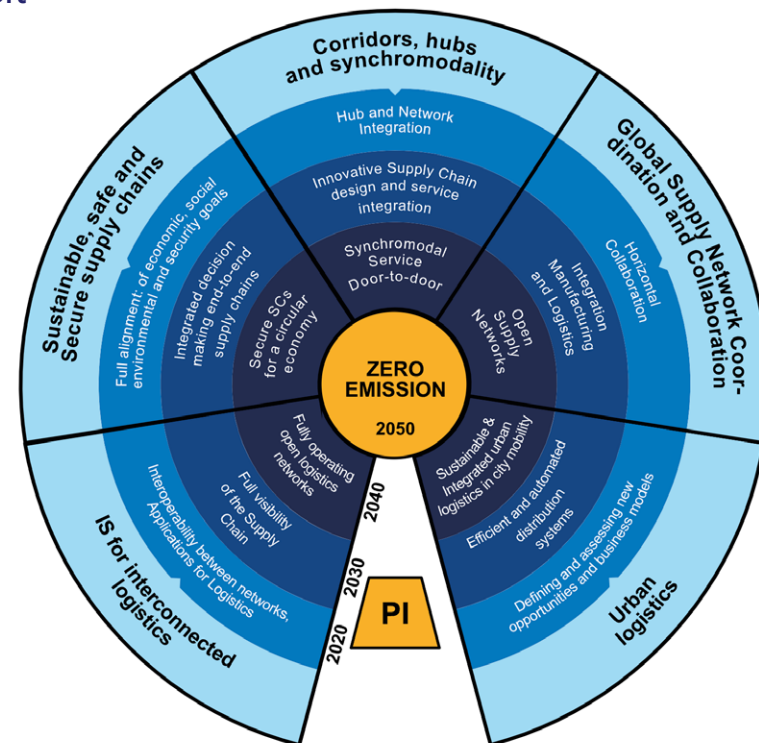 Corridors, hubs
and synchromodality
Hub and Network
Integration
Innovative Supply Chain
design and service
integration
Synchromodal
Service
Door-to-door
Global Supply Network Coor-
dination and Collaboration
Horizontal
Collaboration
Integration
Manufacturing
and Logistics
Open
Supply
Networks
Urban
logistics
Defining and assessing new
opportunities and business models
Efficient and automated
distribution
systems
Sustainable &
Integrated urban
logistics in city mobility
IS for interconnected
logistics
Interoperability between networks,
Applications for Logistics
Full visibility
of the Supply
Chain
Fully operating
open logistics
networks
Sustainable, safe and
Secure supply chains
Full alignment: of economic, social
environmental and security goals
Integrated decision
making end-to-end
supply chains
Secure SCs
for a circular
economy
ZERO
EMISSION
2050
2040
2030
2020
PI